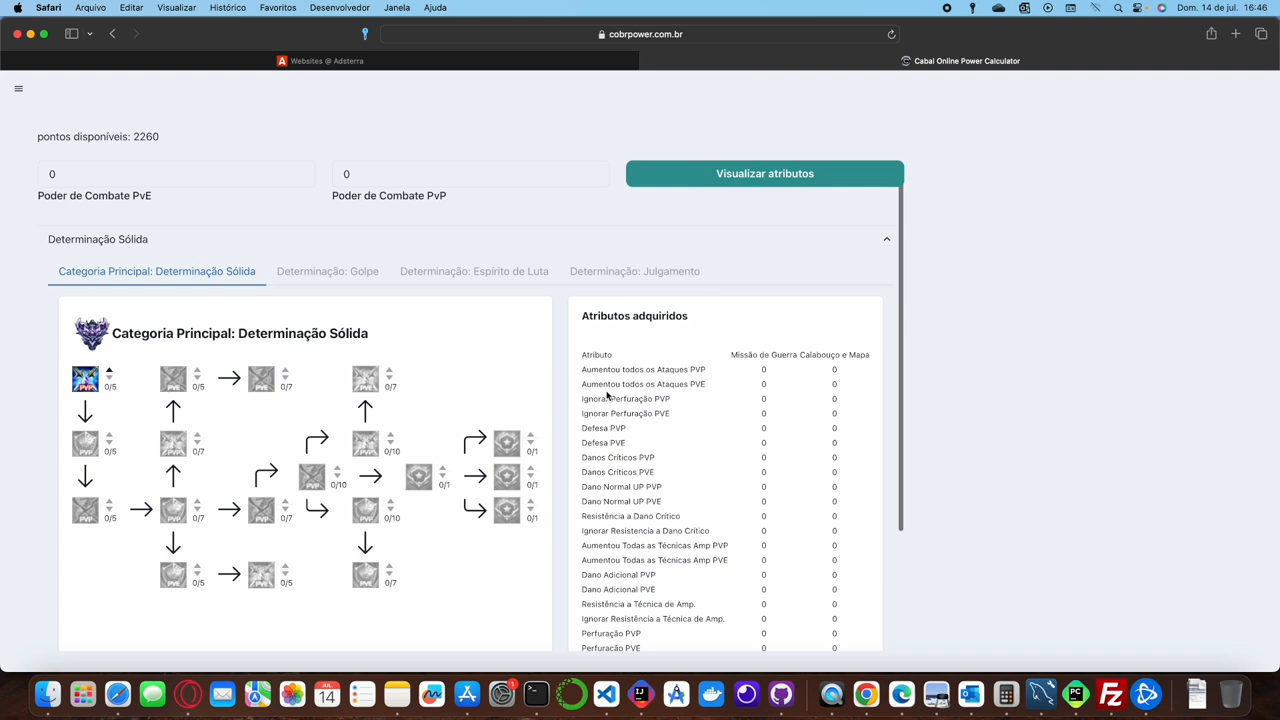 Safari Arquivo Editar Visualizar Histórico Favoritos Desenvolvedor Janela Ajuda Dom. 14 de jul. 16:46
cobrpower.com.br
Websites @ Adsterra Cabal Online Power Calculator
pontos disponíveis: 2260
0 0 Visualizar atributos
Poder de Combate PvE Poder de Combate PvP
Determinação Sólida
Categoria Principal: Determinação Sólida Determinação: Golpe Determinação: Espírito de Luta Determinação: Julgamento
Categoria Principal: Determinação Sólida
0/5 0/5 0/7 0/7
0/5 0/7 0/10 0/1
0/10 0/1 0/1
0/5 0/7 0/7 0/10 0/1
0/5 0/5 0/7
Atributos adquiridos
Atributo Missão de Guerra Calabouço e Mapa
Aumentou todos os Ataques PVP 0 0
Aumentou todos os Ataques PVE 0 0
Ignorar Perfuração PVP 0 0
Ignorar Perfuração PVE 0 0
Defesa PVP 0 0
Defesa PVE 0 0
Danos Críticos PVP 0 0
Danos Críticos PVE 0 0
Dano Normal UP PVP 0 0
Dano Normal UP PVE 0 0
Resistência a Dano Crítico 0 0
Ignorar Resistencia a Dano Crítico 0 0
Aumentou Todas as Técnicas Amp PVP 0 0
Aumentou Todas as Técnicas Amp PVE 0 0
Dano Adicional PVP 0 0
Dano Adicional PVE 0 0
Resistência a Técnica de Amp. 0 0
Ignorar Resistência a Técnica de Amp. 0 0
Perfuração PVP 0 0
Perfuração PVE 0 0
JUL. 14 1 PC FZ